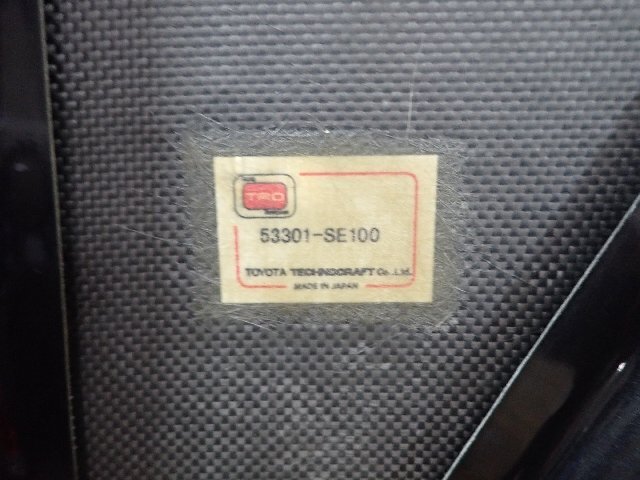 TRD
53301-SE100
TOYOTA TECHNOCRAFT Co.,Ltd.
MADE IN JAPAN